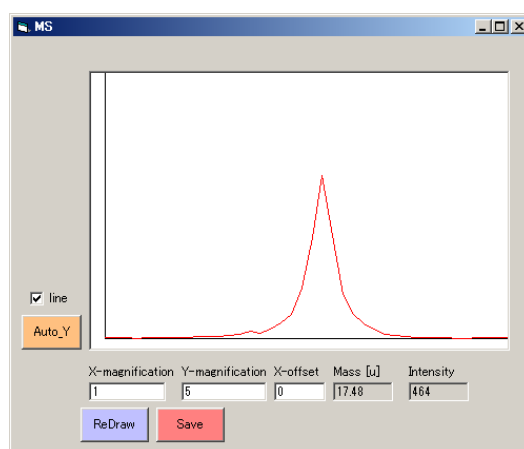 MS
line
Auto_Y
X-magnification Y-magnification X-offset Mass [u] Intensity
1 5 0 17.48 464
ReDraw Save